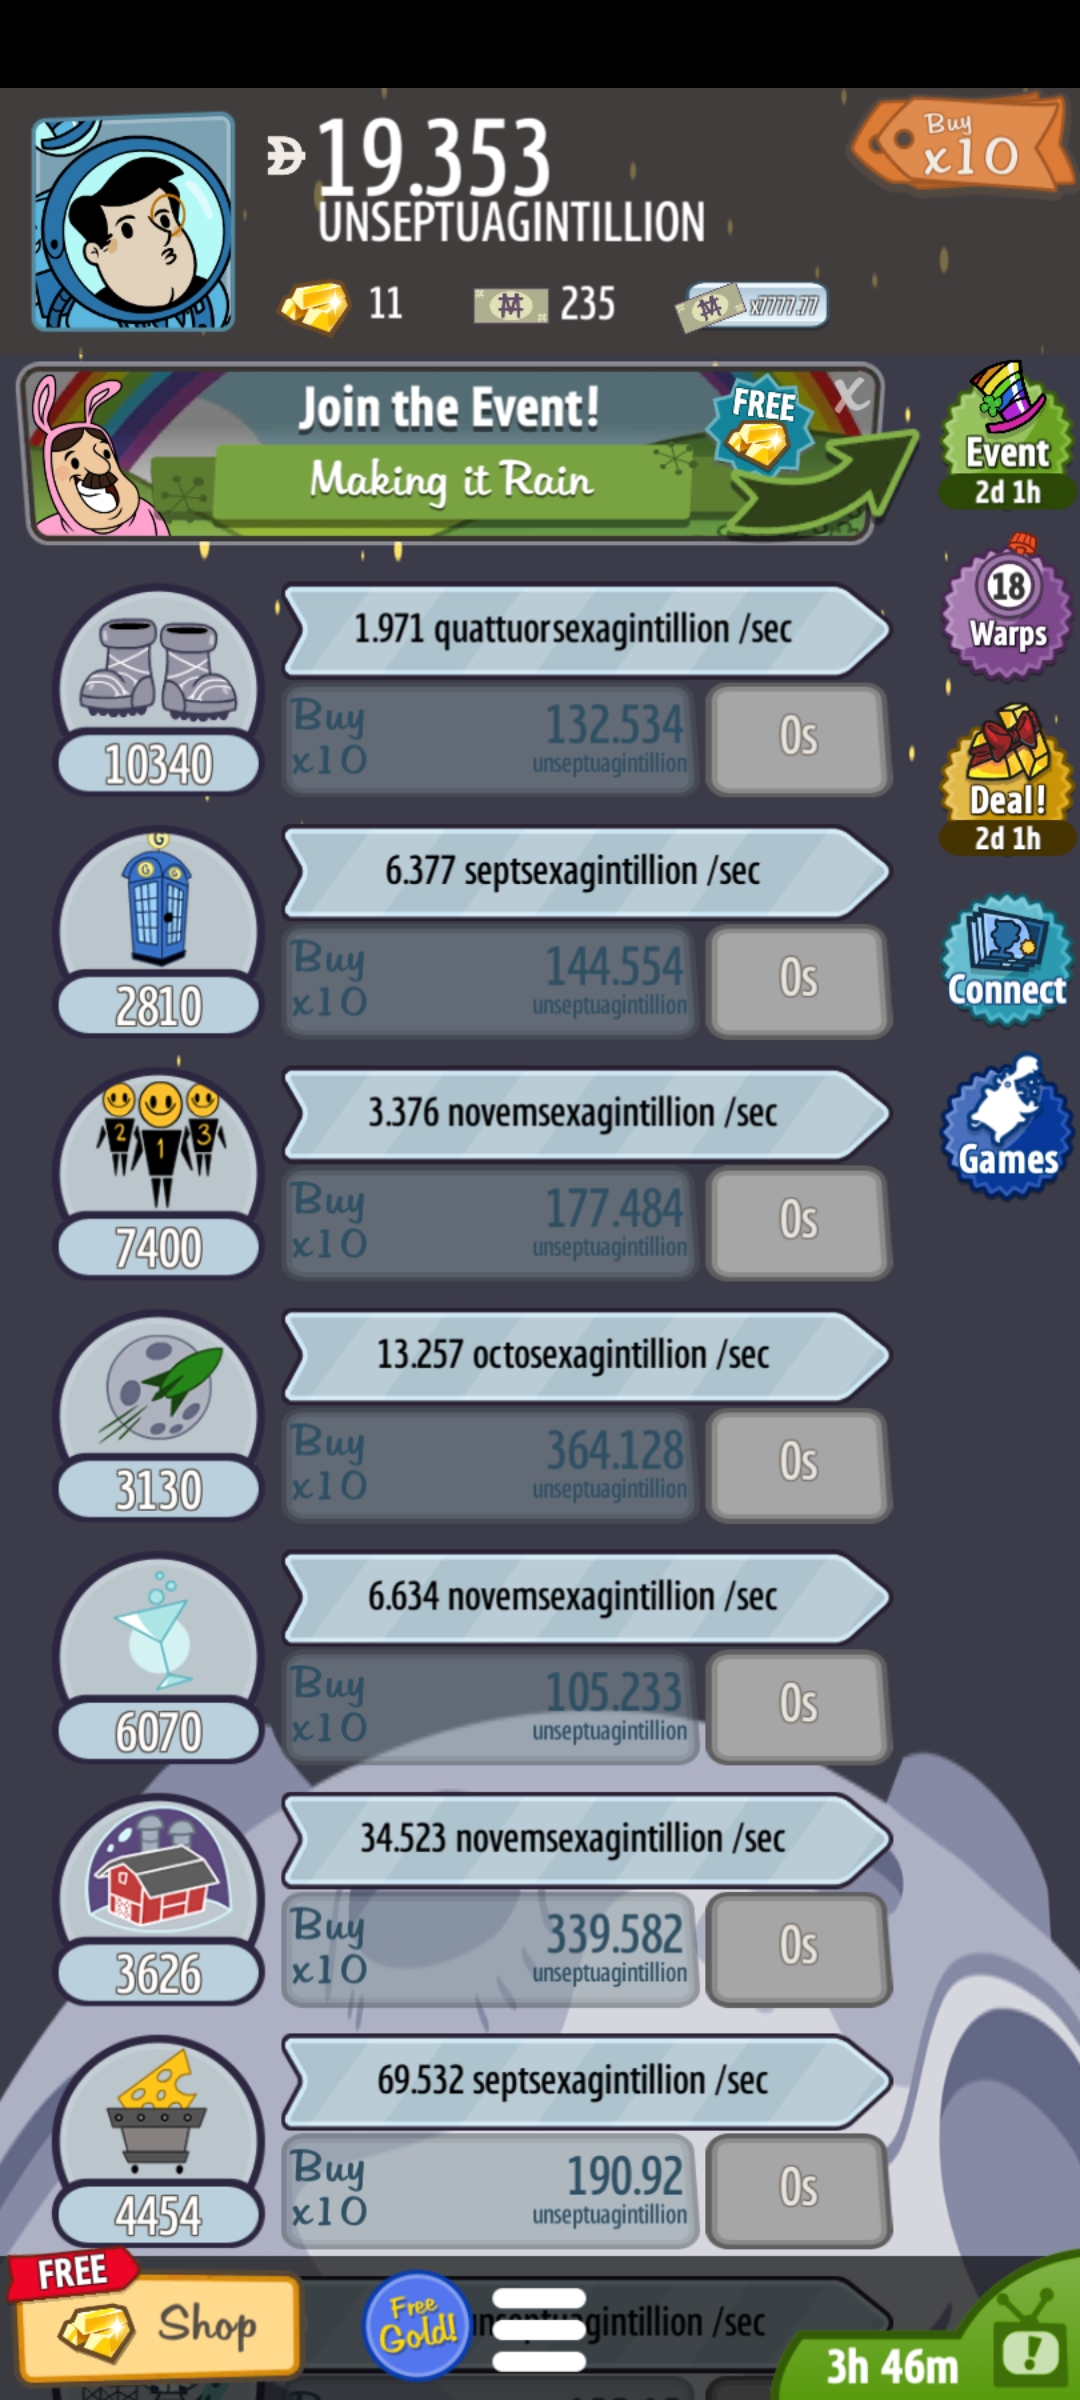 19.353
UNSEPTUAGINTILLION
Buy
x10
11
235
x7777.77
Join the Event!
Making it Rain
FREE
X
Event
2d 1h
1.971 quattuorsexagintillion /sec
Buy
x10
132.534
unseptuagintillion
0s
10340
18
Warps
Deal!
2d 1h
6.377 septsexagintillion /sec
Buy
x10
144.554
unseptuagintillion
0s
G
G G
2810
Connect
3.376 novemsexagintillion /sec
Buy
x10
177.484
unseptuagintillion
0s
2 1 3
7400
Games
13.257 octosexagintillion /sec
Buy
x10
364.128
unseptuagintillion
0s
3130
6.634 novemsexagintillion /sec
Buy
x10
105.233
unseptuagintillion
0s
6070
34.523 novemsexagintillion /sec
Buy
x10
339.582
unseptuagintillion
0s
3626
69.532 septsexagintillion /sec
Buy
x10
190.92
unseptuagintillion
0s
4454
FREE
Shop
Free
Gold!
/sec
3h 46m
!